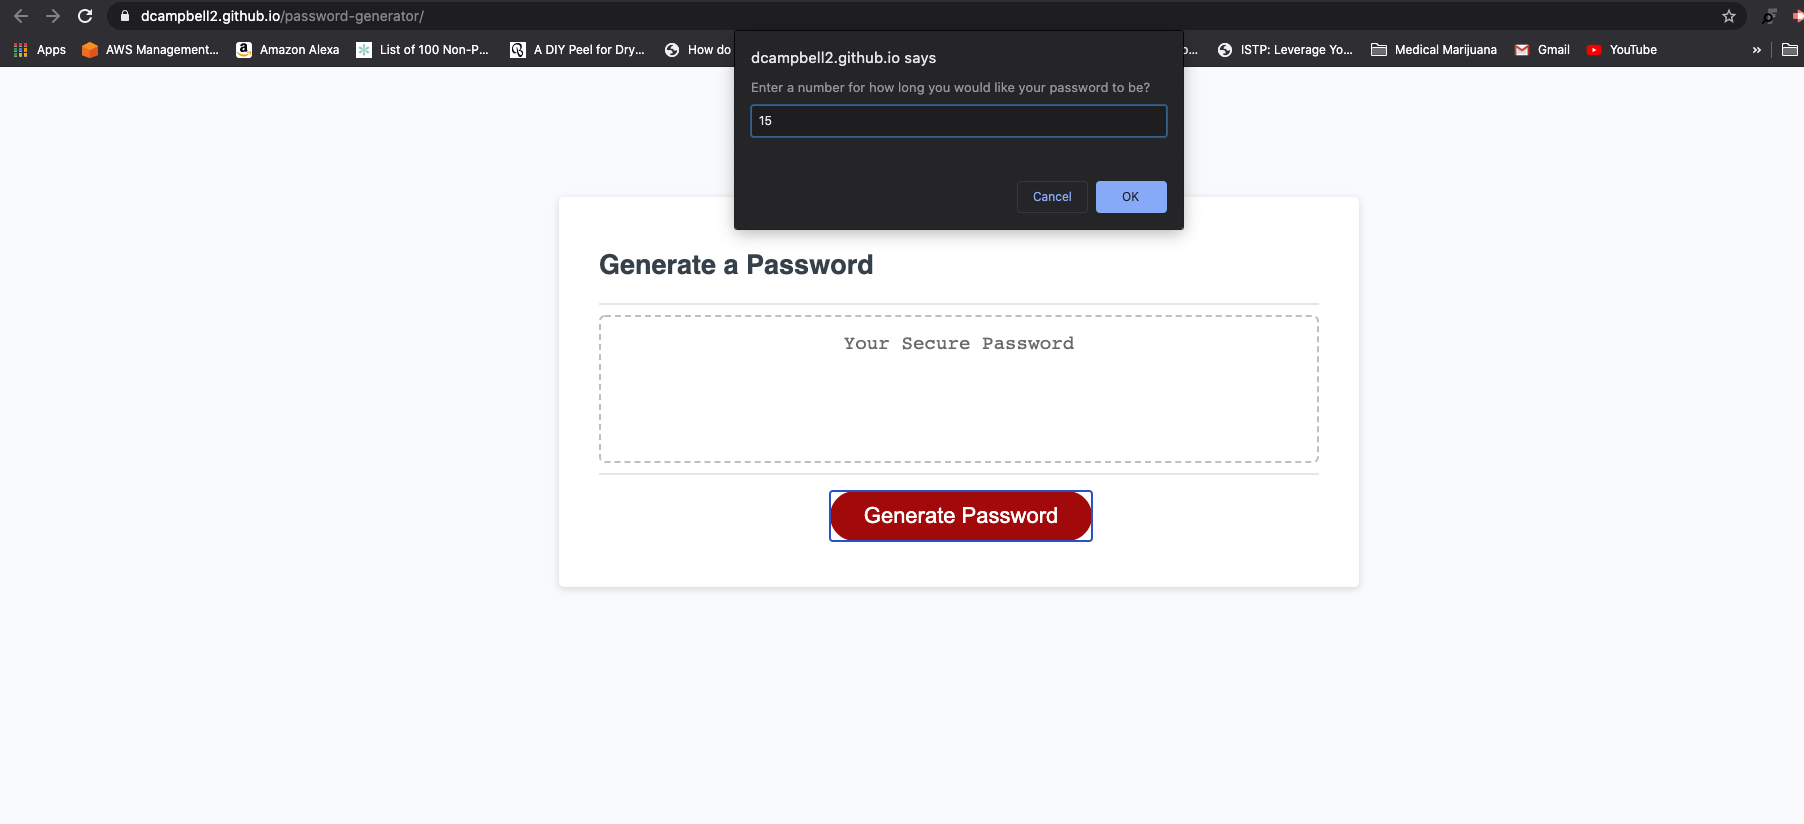 dcampbell2.github.io/password-generator/
Apps AWS Management... Amazon Alexa List of 100 Non-P... A DIY Peel for Dry... How do ISTP: Leverage Yo... Medical Marijuana Gmail YouTube »
dcampbell2.github.io says
Enter a number for how long you would like your password to be?
15
Cancel OK
Generate a Password
Your Secure Password
Generate Password